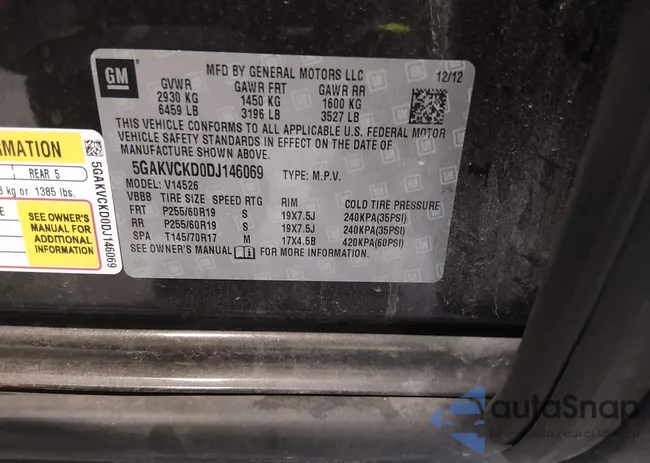 GM
MFD BY GENERAL MOTORS LLC
12/12
GVWR GAWR FRT GAWR RR
2930 KG 1450 KG 1600 KG
6459 LB 3196 LB 3527 LB
THIS VEHICLE CONFORMS TO ALL APPLICABLE U.S. FEDERAL MOTOR
VEHICLE SAFETY STANDARDS IN EFFECT ON THE DATE OF
MANUFACTURE SHOWN ABOVE.
5GAKVCKD0DJ146069 TYPE: M.P.V.
MODEL: V14526
VBBB TIRE SIZE SPEED RTG RIM COLD TIRE PRESSURE
FRT P255/60R19 S 19X7.5J 240KPA(35PSI)
RR P255/60R19 S 19X7.5J 240KPA(35PSI)
SPA T145/70R17 M 17X4.5B 420KPA(60PSI)
SEE OWNER'S MANUAL FOR MORE INFORMATION.
RMATION
REAR 5
kg or 1385 lbs.
SEE OWNER'S
MANUAL FOR
ADDITIONAL
INFORMATION
5GAKVCKD0DJ146069
autaSnap